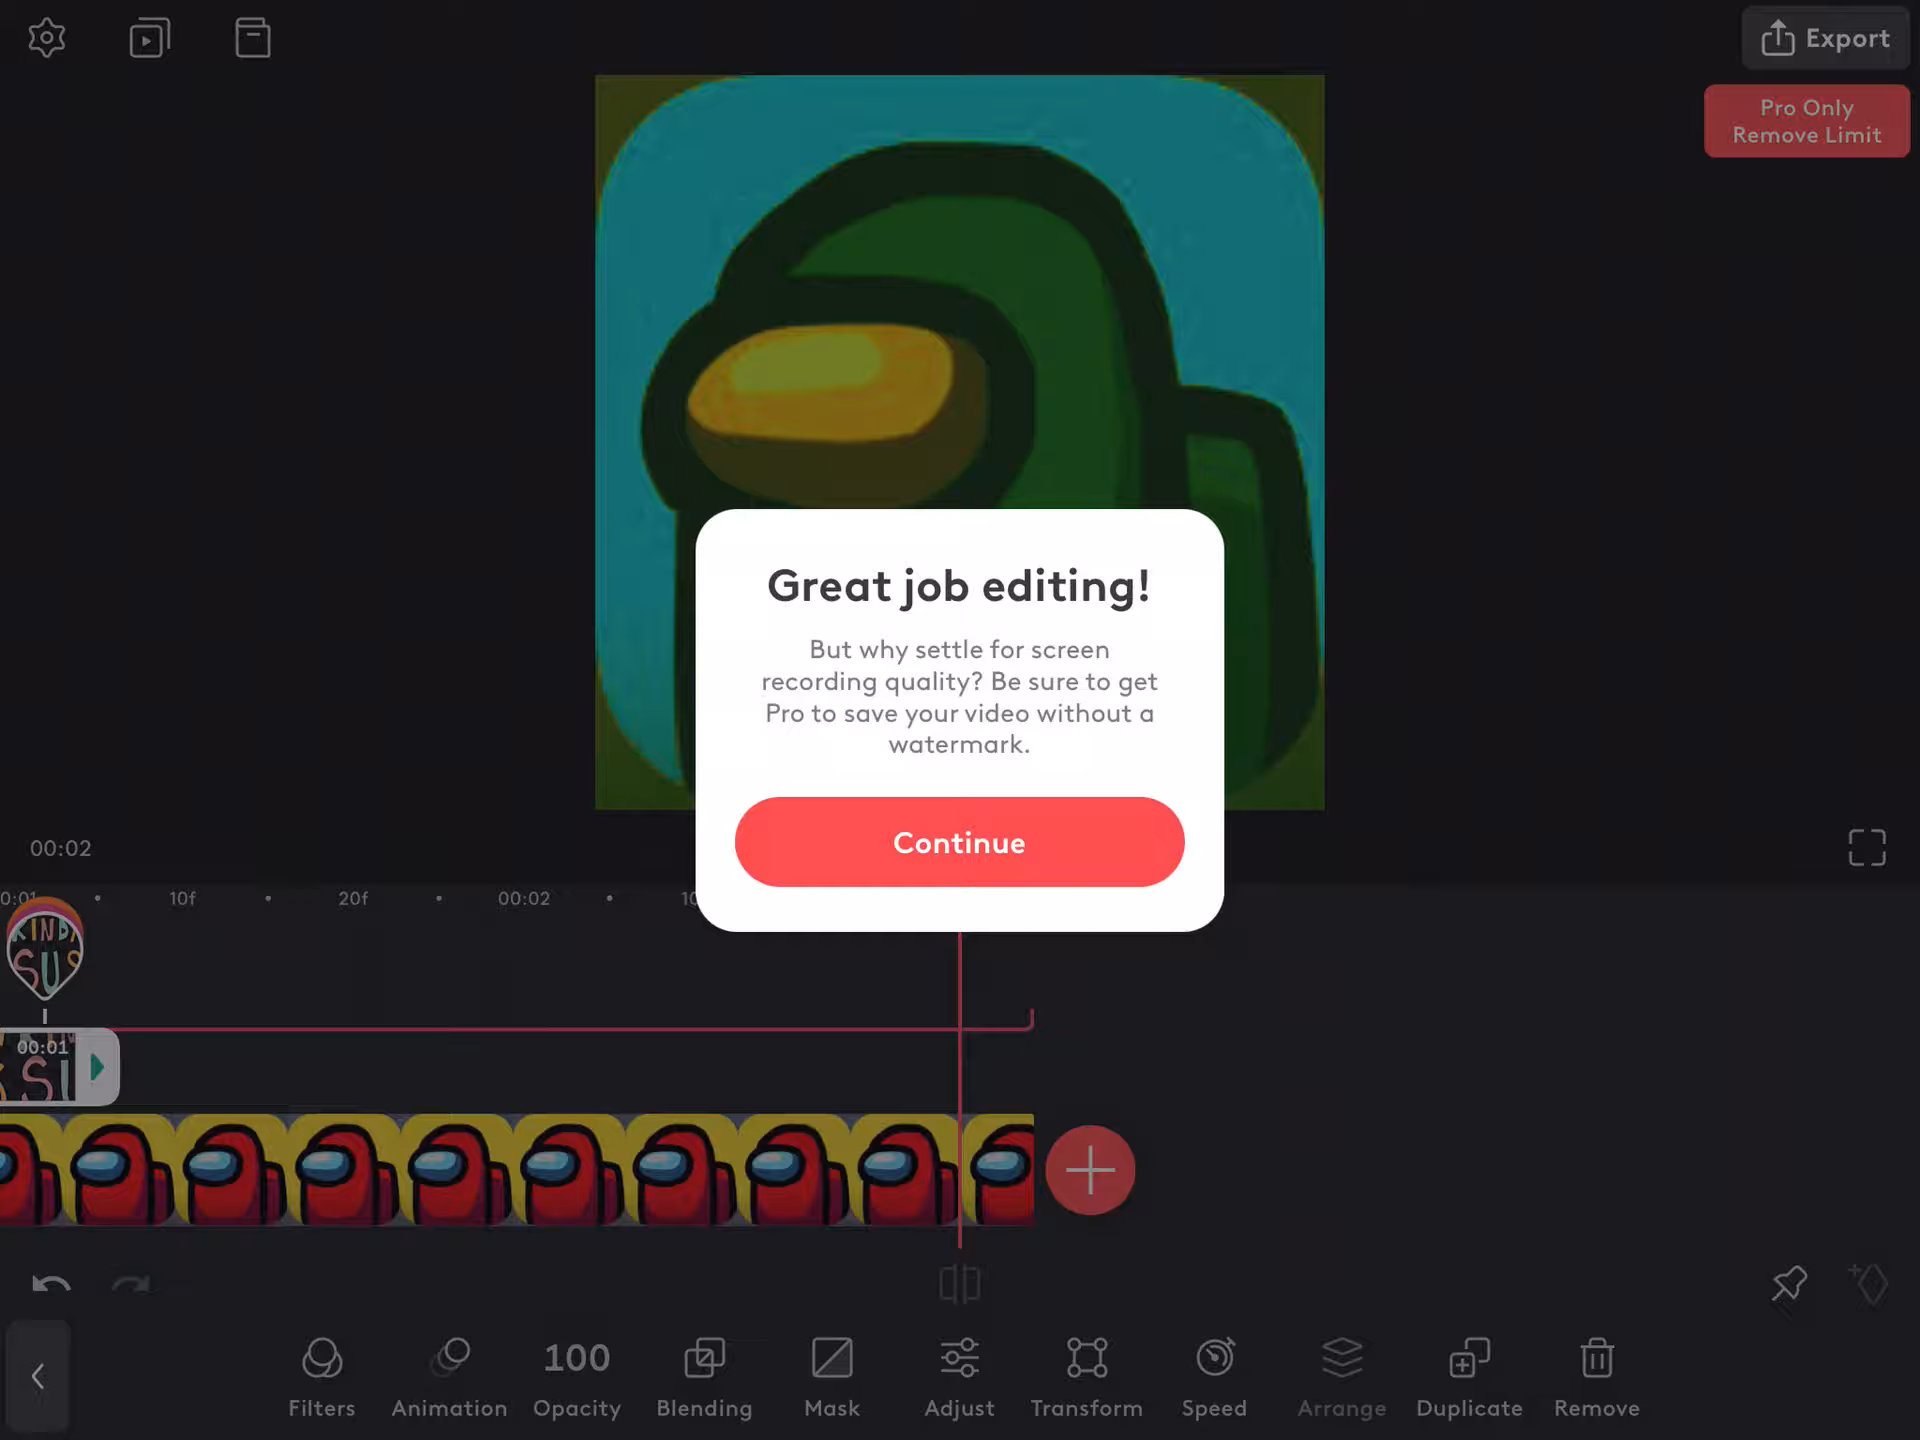 Export
Pro Only
Remove Limit
Great job editing!
But why settle for screen
recording quality? Be sure to get
Pro to save your video without a
watermark.
Continue
00:02
10f
20f
00:02
KIND
SUS
00:01
100
Filters
Animation
Opacity
Blending
Mask
Adjust
Transform
Speed
Arrange
Duplicate
Remove